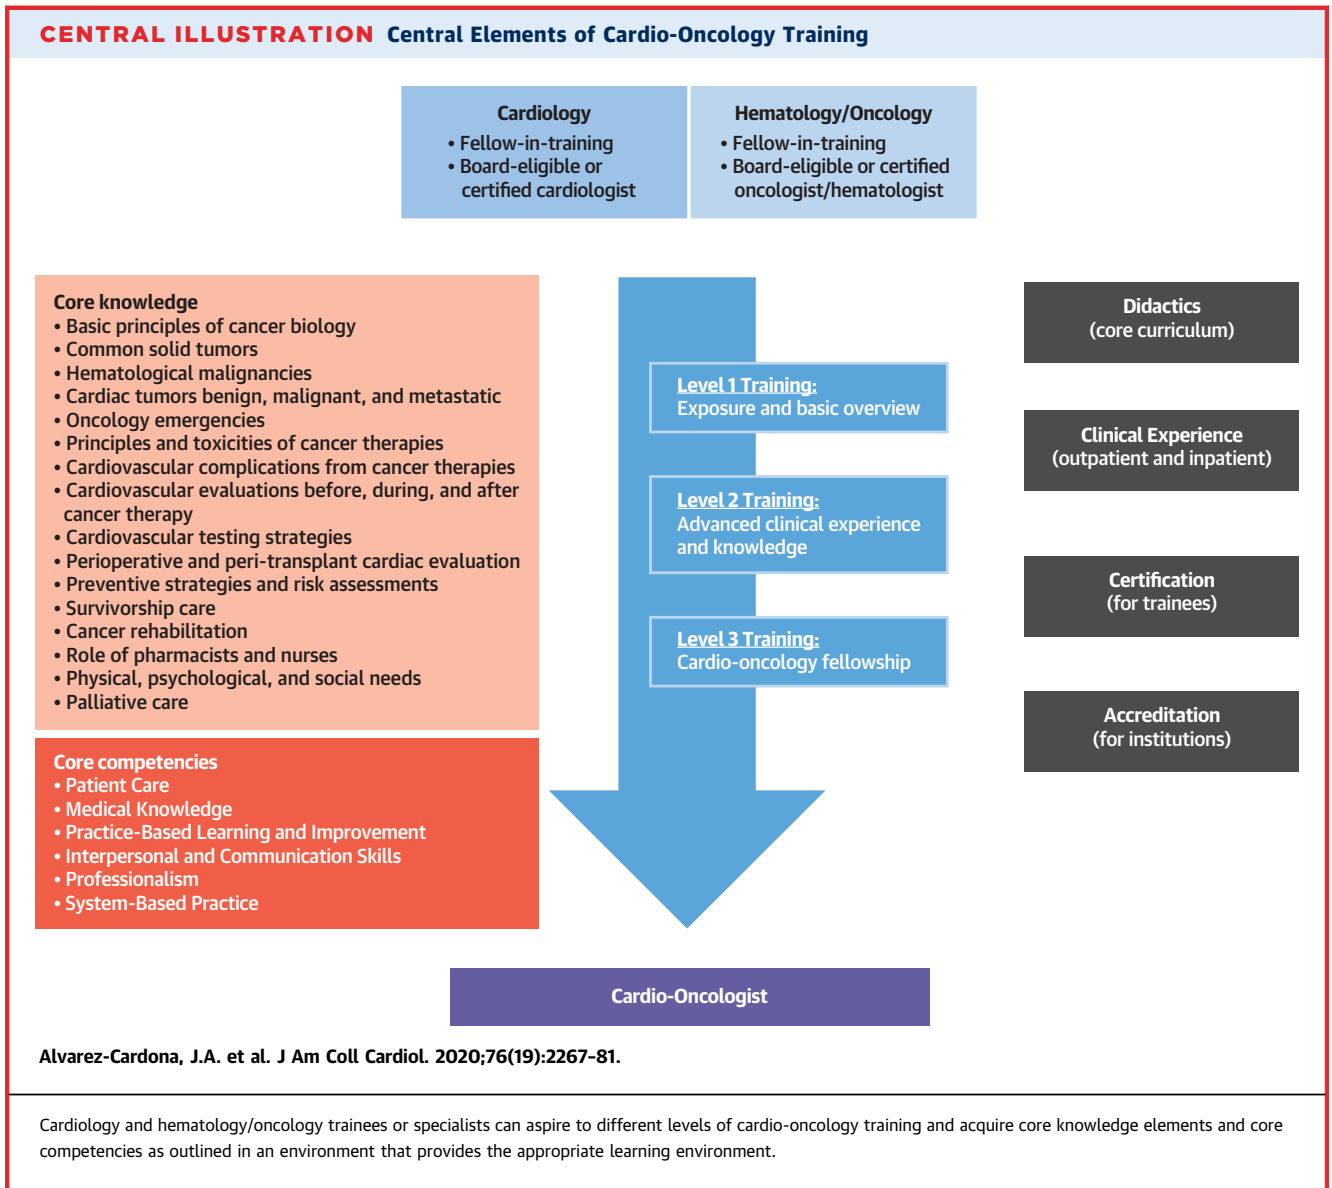 CENTRAL ILLUSTRATION Central Elements of Cardio-Oncology Training
Cardiology
• Fellow-in-training
• Board-eligible or
certified cardiologist
Hematology/Oncology
• Fellow-in-training
• Board-eligible or certified
oncologist/hematologist
Core knowledge
• Basic principles of cancer biology
• Common solid tumors
• Hematological malignancies
• Cardiac tumors benign, malignant, and metastatic
• Oncology emergencies
• Principles and toxicities of cancer therapies
• Cardiovascular complications from cancer therapies
• Cardiovascular evaluations before, during, and after
cancer therapy
• Cardiovascular testing strategies
• Perioperative and peri-transplant cardiac evaluation
• Preventive strategies and risk assessments
• Survivorship care
• Cancer rehabilitation
• Role of pharmacists and nurses
• Physical, psychological, and social needs
• Palliative care
Core competencies
• Patient Care
• Medical Knowledge
• Practice-Based Learning and Improvement
• Interpersonal and Communication Skills
• Professionalism
• System-Based Practice
Level 1 Training:
Exposure and basic overview
Level 2 Training:
Advanced clinical experience
and knowledge
Level 3 Training:
Cardio-oncology fellowship
Didactics
(core curriculum)
Clinical Experience
(outpatient and inpatient)
Certification
(for trainees)
Accreditation
(for institutions)
Cardio-Oncologist
Alvarez-Cardona, J.A. et al. J Am Coll Cardiol. 2020;76(19):2267–81.
Cardiology and hematology/oncology trainees or specialists can aspire to different levels of cardio-oncology training and acquire core knowledge elements and core
competencies as outlined in an environment that provides the appropriate learning environment.